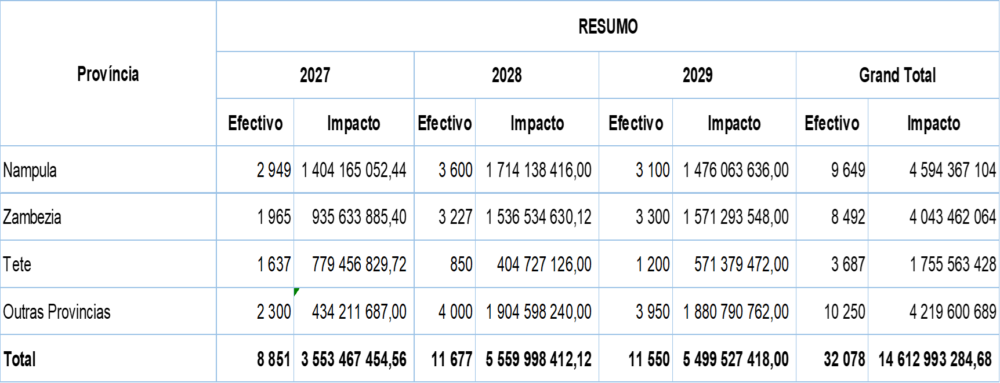 RESUMO
Província
2027 2028 2029 Grand Total
Efectivo Impacto Efectivo Impacto Efectivo Impacto Efectivo Impacto
Nampula 2 949 1 404 165 052,44 3 600 1 714 138 416,00 3 100 1 476 063 636,00 9 649 4 594 367 104
Zambezia 1 965 935 633 885,40 3 227 1 536 534 630,12 3 300 1 571 293 548,00 8 492 4 043 462 064
Tete 1 637 779 456 829,72 850 404 727 126,00 1 200 571 379 472,00 3 687 1 755 563 428
Outras Provincias 2 300 434 211 687,00 4 000 1 904 598 240,00 3 950 1 880 790 762,00 10 250 4 219 600 689
Total 8 851 3 553 467 454,56 11 677 5 559 998 412,12 11 550 5 499 527 418,00 32 078 14 612 993 284,68